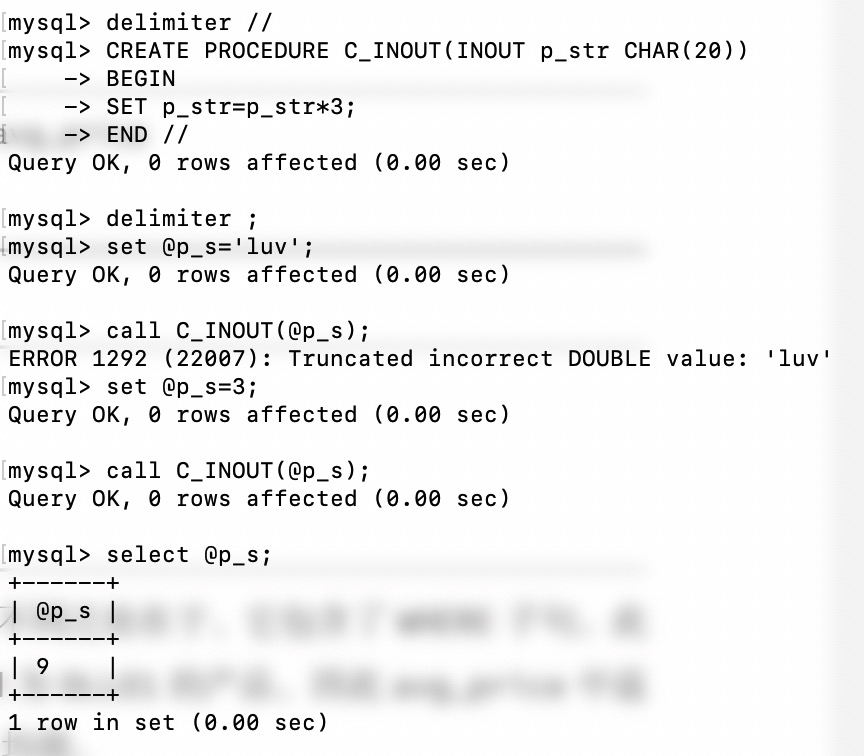 mysql> delimiter //
mysql> CREATE PROCEDURE C_INOUT(INOUT p_str CHAR(20))
    -> BEGIN
    -> SET p_str=p_str*3;
    -> END //
Query OK, 0 rows affected (0.00 sec)
mysql> delimiter ;
mysql> set @p_s='luv';
Query OK, 0 rows affected (0.00 sec)
mysql> call C_INOUT(@p_s);
ERROR 1292 (22007): Truncated incorrect DOUBLE value: 'luv'
mysql> set @p_s=3;
Query OK, 0 rows affected (0.00 sec)
mysql> call C_INOUT(@p_s);
Query OK, 0 rows affected (0.00 sec)
mysql> select @p_s;
+------+
| @p_s |
+------+
| 9    |
+------+
1 row in set (0.00 sec)